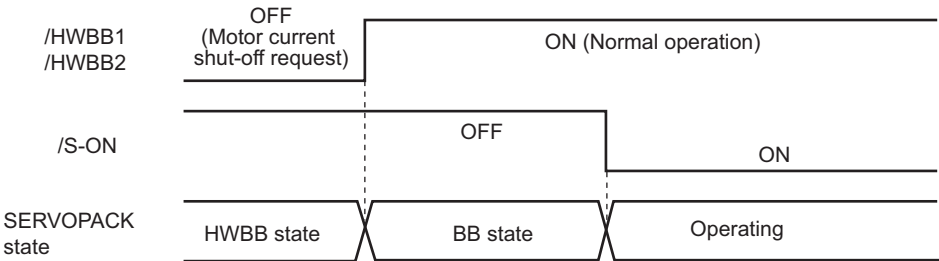 /HWBB1
/HWBB2
OFF
(Motor current
shut-off request)
ON (Normal operation)
/S-ON
OFF
ON
SERVOPACK
state
HWBB state
BB state
Operating